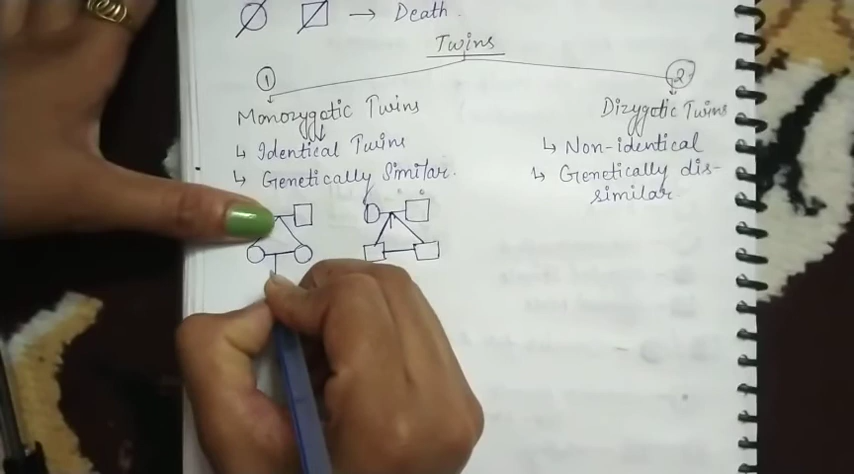 → Death.
Twins
1
2
Monozygotic Twins
↳ Identical Twins
↳ Genetically Similar.
Dizygotic Twins
↳ Non-identical
↳ Genetically dis-
similar.